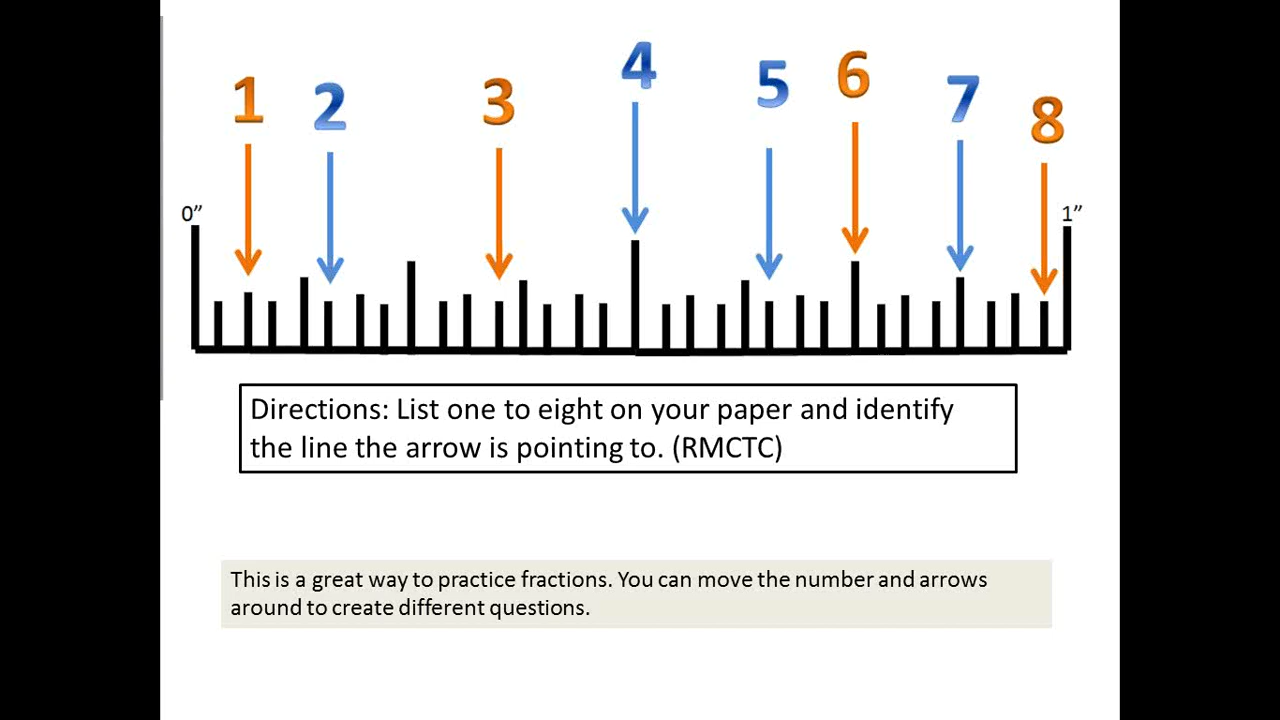 1 2 3 4 5 6 7 8
0” 1”
Directions: List one to eight on your paper and identify
the line the arrow is pointing to. (RMCTC)
This is a great way to practice fractions. You can move the number and arrows
around to create different questions.